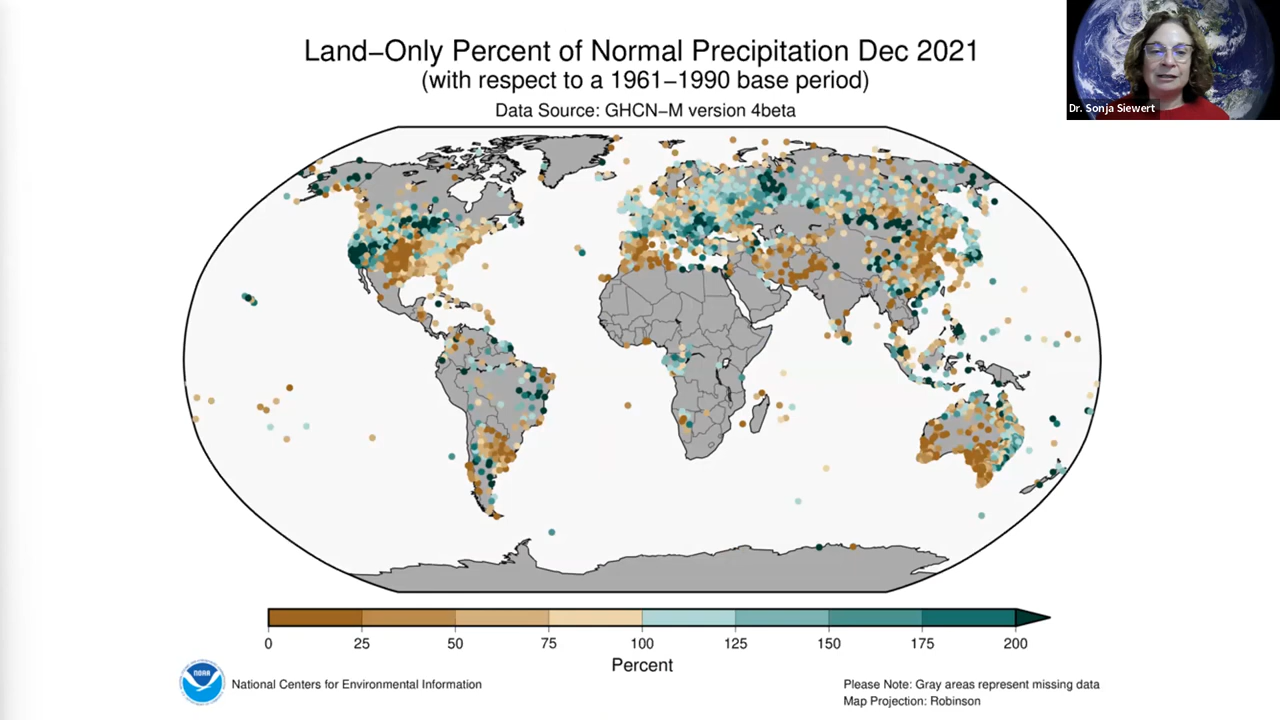 Land−Only Percent of Normal Precipitation Dec 2021
(with respect to a 1961−1990 base period)
Data Source: GHCN−M version 4beta
Dr. Sonja Siewert
0
25
50
75
100
125
150
175
200
Percent
NOAA
National Centers for Environmental Information
Please Note: Gray areas represent missing data
Map Projection: Robinson